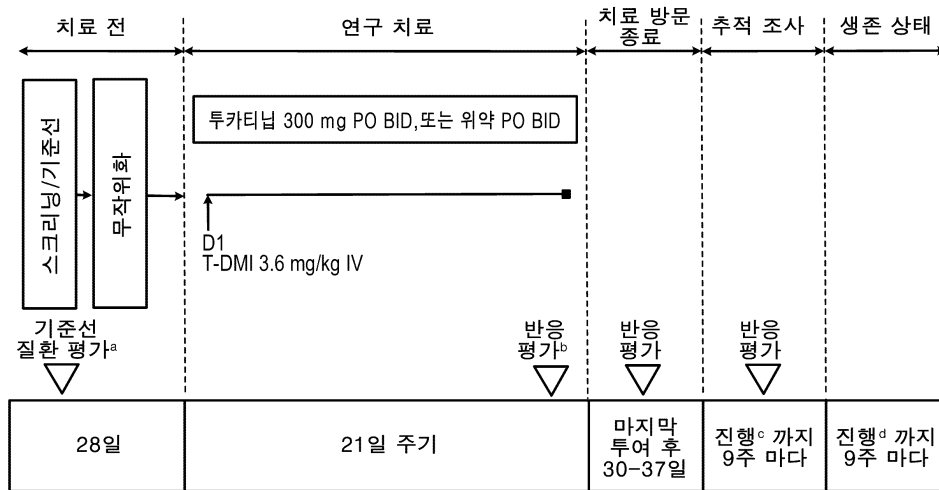 치료 전
연구 치료
치료 방문
종료
추적 조사
생존 상태
스크리닝/기준선
무작위화
투카티닙 300 mg PO BID,또는 위약 PO BID
D1
T-DMI 3.6 mg/kg IV
기준선
질환 평가a
반응
평가b
반응
평가
반응
평가
28일
21일 주기
마지막
투여 후
30-37일
진행c 까지
9주 마다
진행d 까지
9주 마다